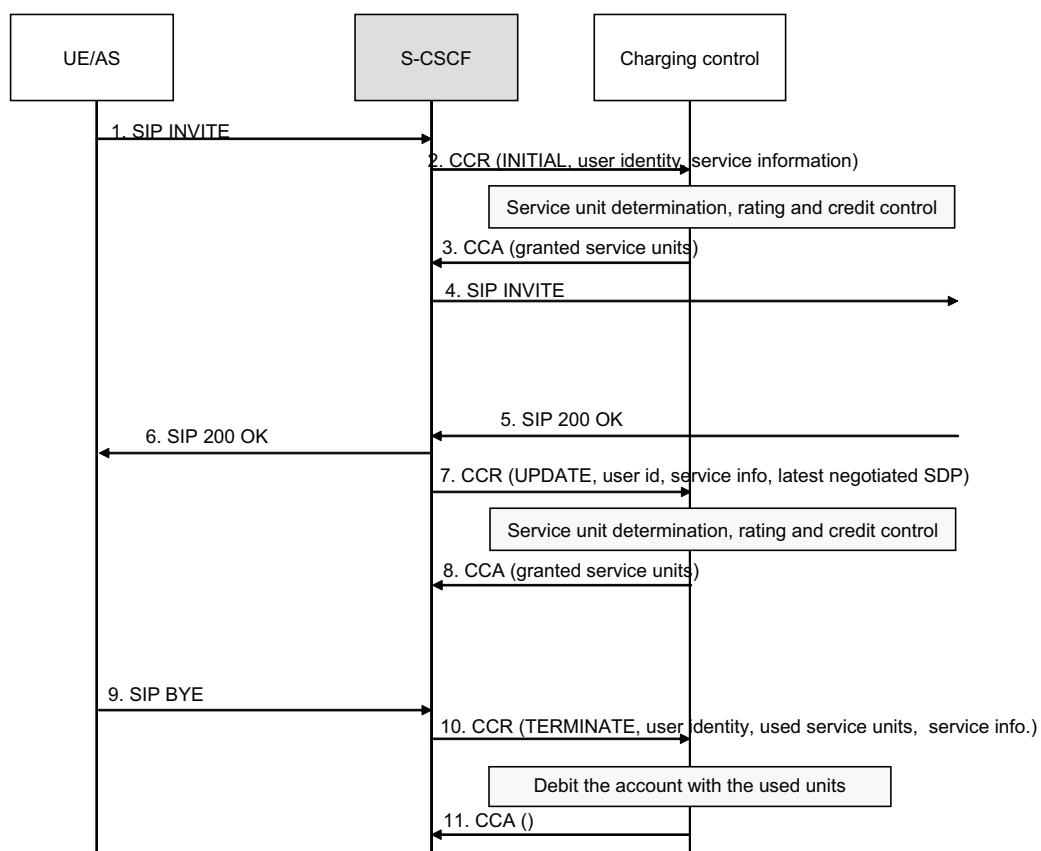 UE/AS
S-CSCF
Charging control
1. SIP INVITE
2. CCR (INITIAL, user identity, service information)
Service unit determination, rating and credit control
3. CCA (granted service units)
4. SIP INVITE
5. SIP 200 OK
6. SIP 200 OK
7. CCR (UPDATE, user id, service info, latest negotiated SDP)
Service unit determination, rating and credit control
8. CCA (granted service units)
9. SIP BYE
10. CCR (TERMINATE, user identity, used service units, service info.)
Debit the account with the used units
11. CCA ()